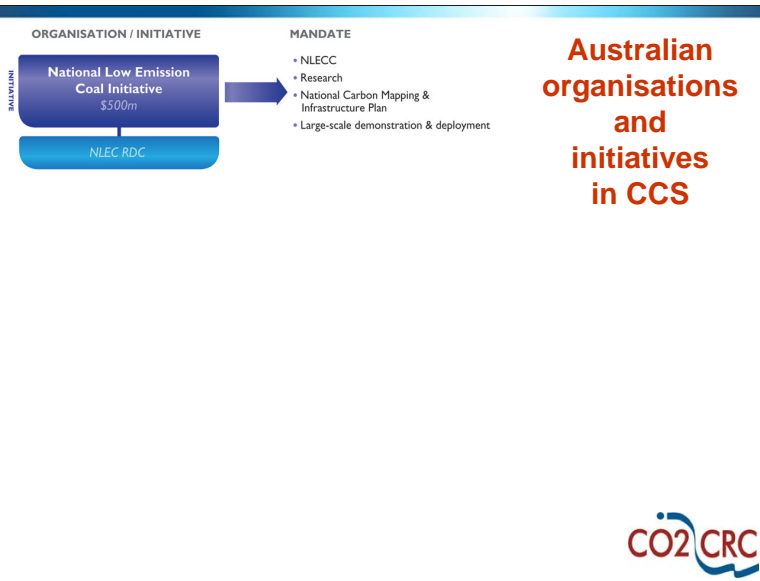 ORGANISATION / INITIATIVE
MANDATE
INITIATIVE
National Low Emission
Coal Initiative
$500m
NLEC RDC
• NLECC
• Research
• National Carbon Mapping &
Infrastructure Plan
• Large-scale demonstration & deployment
Australian
organisations
and
initiatives
in CCS
CO2CRC